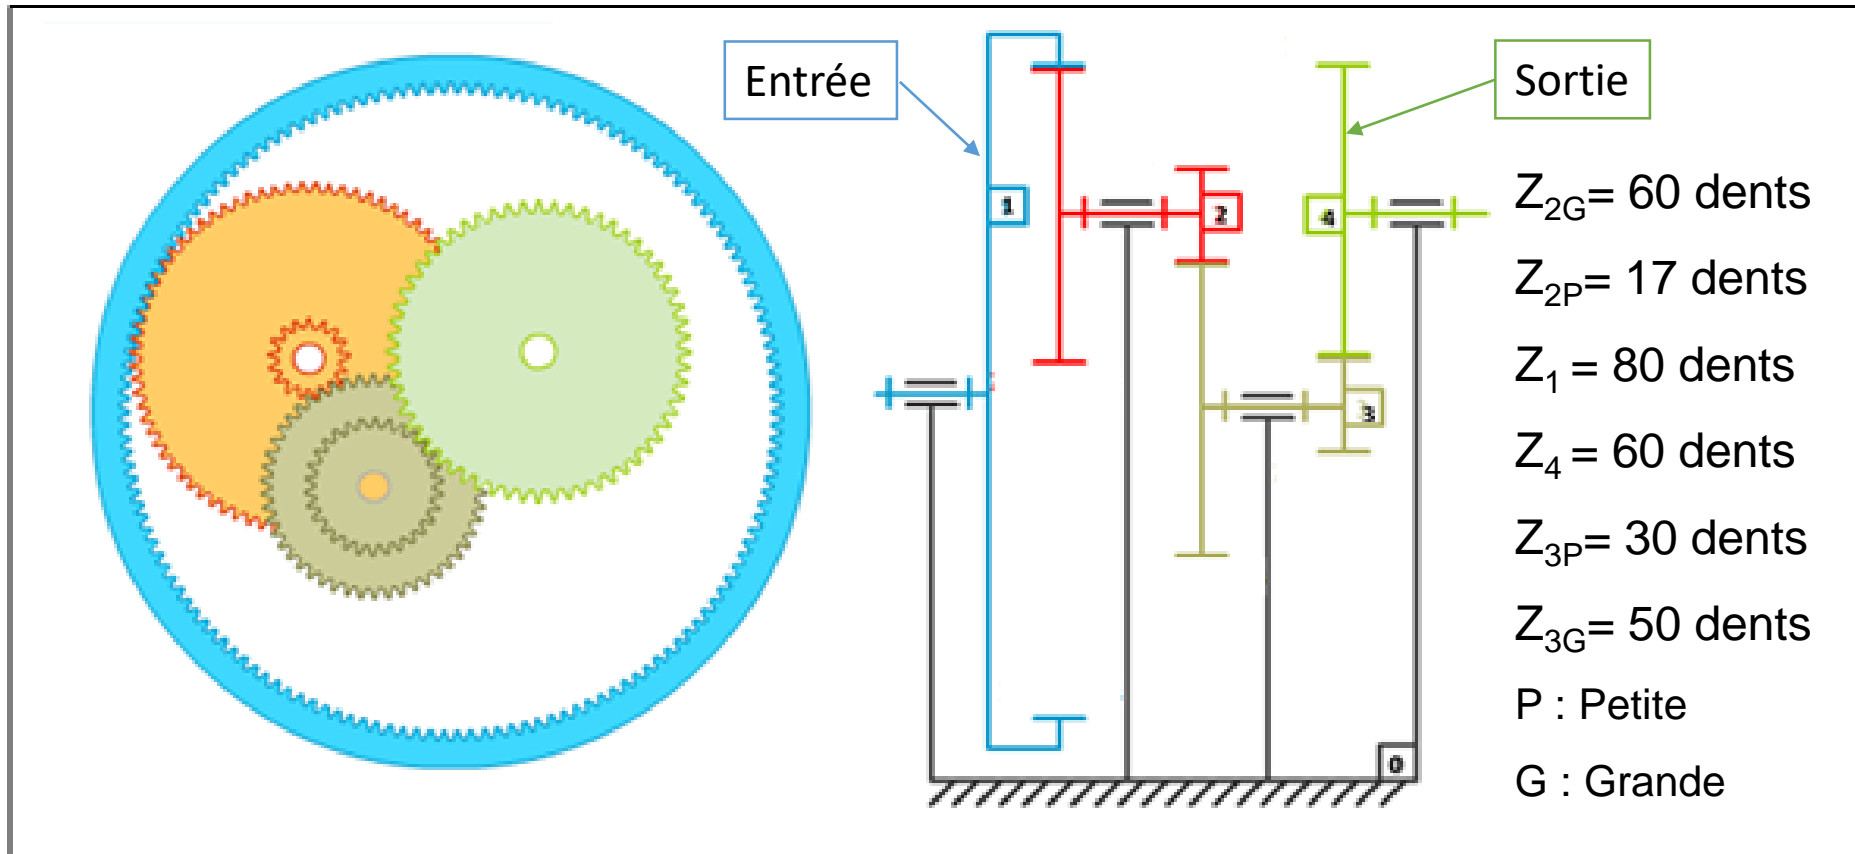 Entrée
Sortie
1
2
4
3
0
Z2G= 60 dents
Z2P= 17 dents
Z1 = 80 dents
Z4 = 60 dents
Z3P= 30 dents
Z3G= 50 dents
P : Petite
G : Grande